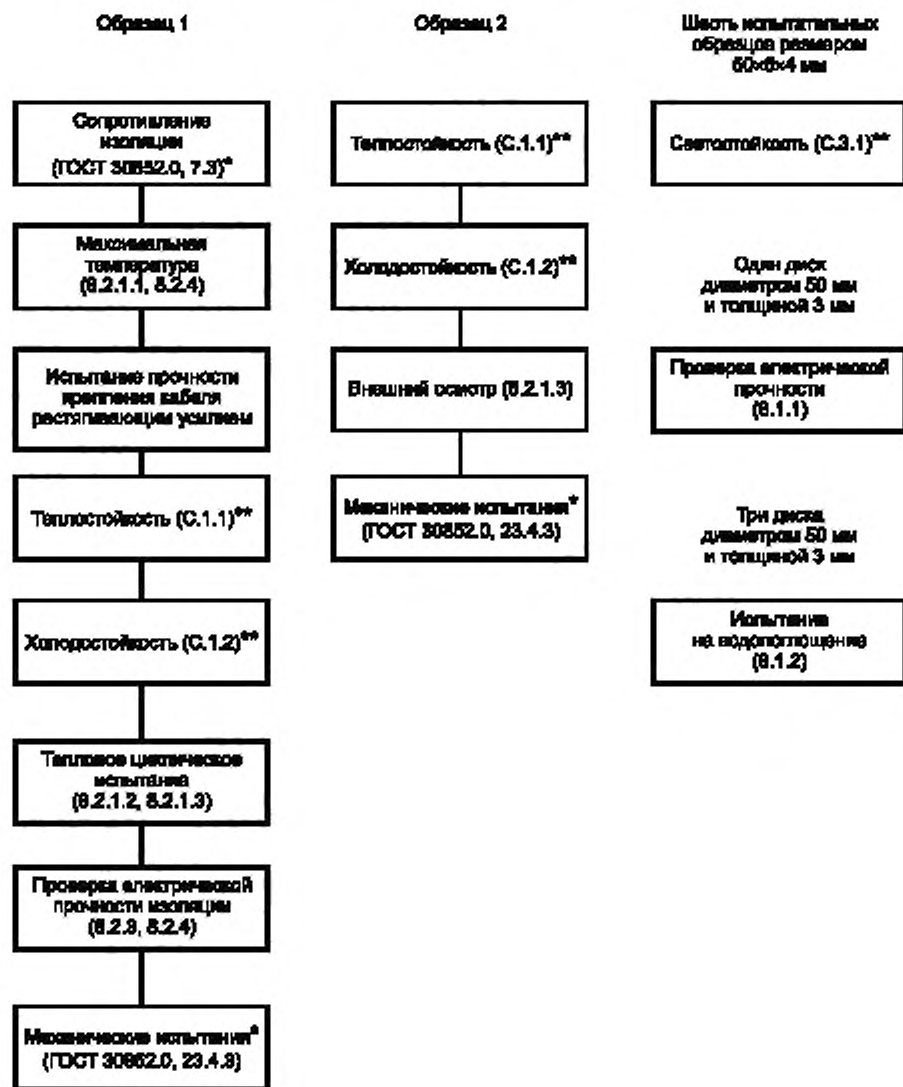 Образец 1
Сопротивление
изоляции
(ГОСТ 30852.0, 7.3)*
Максимальная
температура
(8.2.1.1, 8.2.4)
Испытание прочности
крепления кабеля
растягивающим усилием
Теплостойкость (С.1.1)**
Холодостойкость (С.1.2)**
Тепловое циклическое
испытание
(8.2.1.2, 8.2.1.3)
Проверка электрической
прочности изоляции
(8.2.3, 8.2.4)
Механические испытания*
(ГОСТ 30852.0, 23.4.3)
Образец 2
Теплостойкость (С.1.1)**
Холодостойкость (С.1.2)**
Внешний осмотр (8.2.1.3)
Механические испытания*
(ГОСТ 30852.0, 23.4.3)
Шесть испытательных
образцов размером
50×6×4 мм
Светостойкость (С.3.1)**
Один диск
диаметром 50 мм
и толщиной 3 мм
Проверка электрической
прочности
(8.1.1)
Три диска
диаметром 50 мм
и толщиной 3 мм
Испытание
на водопоглощение
(8.1.2)